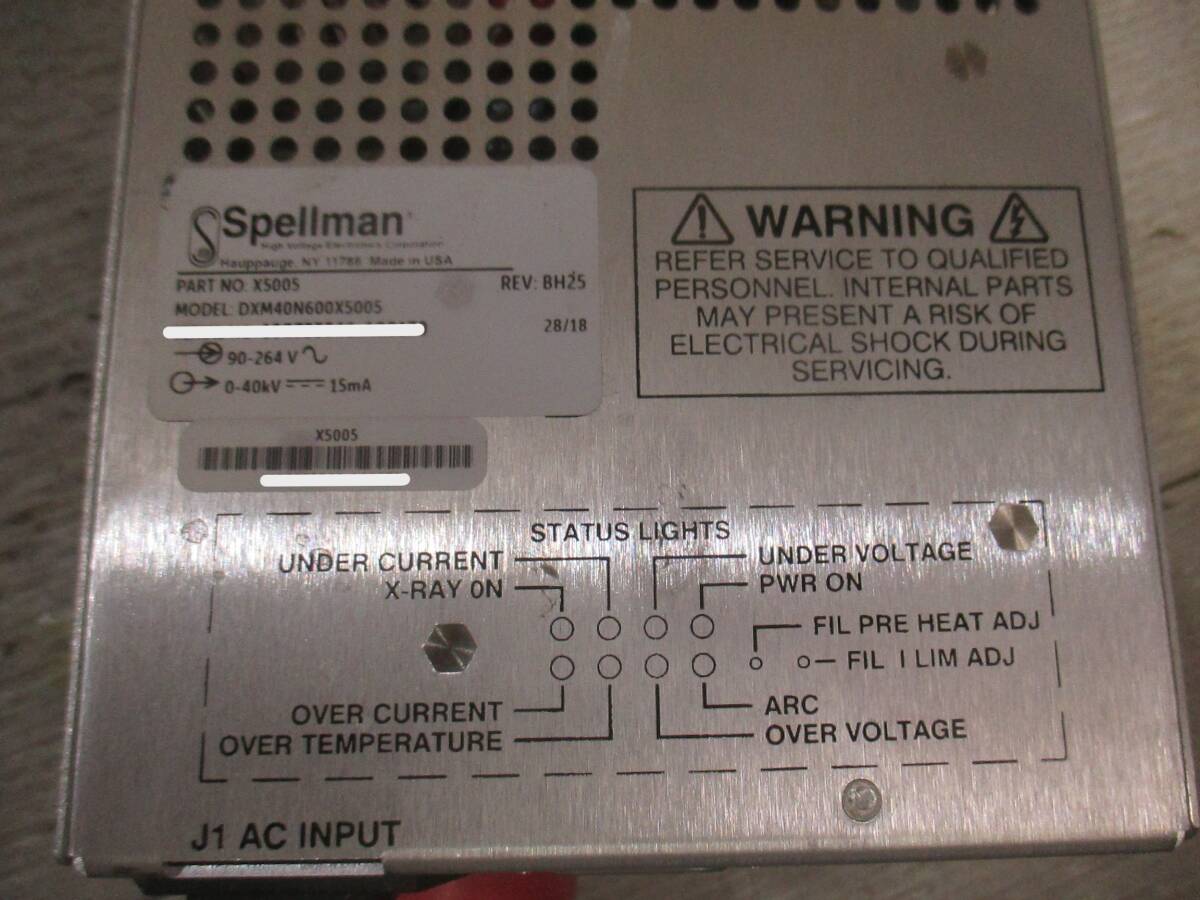 Spellman
High Voltage Electronics Corporation
Hauppauge, NY 11788 Made in USA
PART NO: X5005 REV: BH25
MODEL: DXM40N600X5005
28/18
90-264 V
0-40kV 15mA
X5005
WARNING
REFER SERVICE TO QUALIFIED
PERSONNEL. INTERNAL PARTS
MAY PRESENT A RISK OF
ELECTRICAL SHOCK DURING
SERVICING.
STATUS LIGHTS
UNDER CURRENT
X-RAY ON
UNDER VOLTAGE
PWR ON
FIL PRE HEAT ADJ
FIL I LIM ADJ
OVER CURRENT
OVER TEMPERATURE
ARC
OVER VOLTAGE
J1 AC INPUT